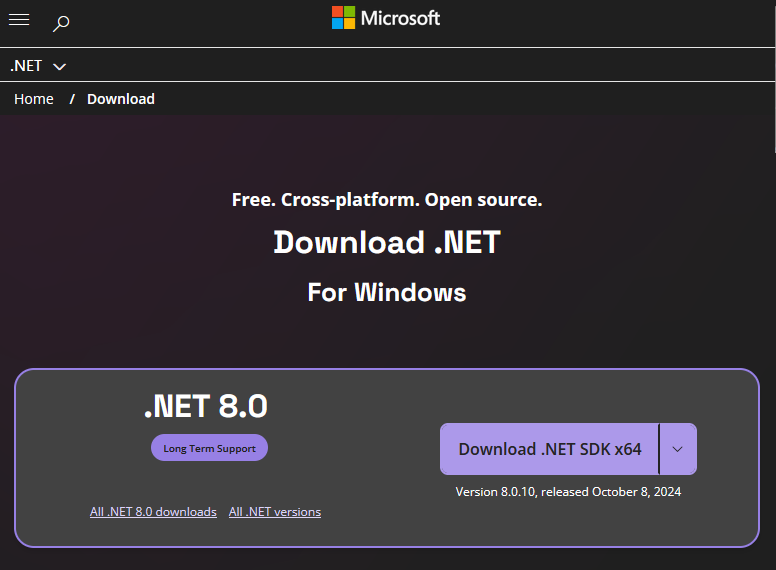 Microsoft
.NET
Home / Download
Free. Cross-platform. Open source.
Download .NET
For Windows
.NET 8.0
Long Term Support
Download .NET SDK x64
Version 8.0.10, released October 8, 2024
All .NET 8.0 downloads All .NET versions